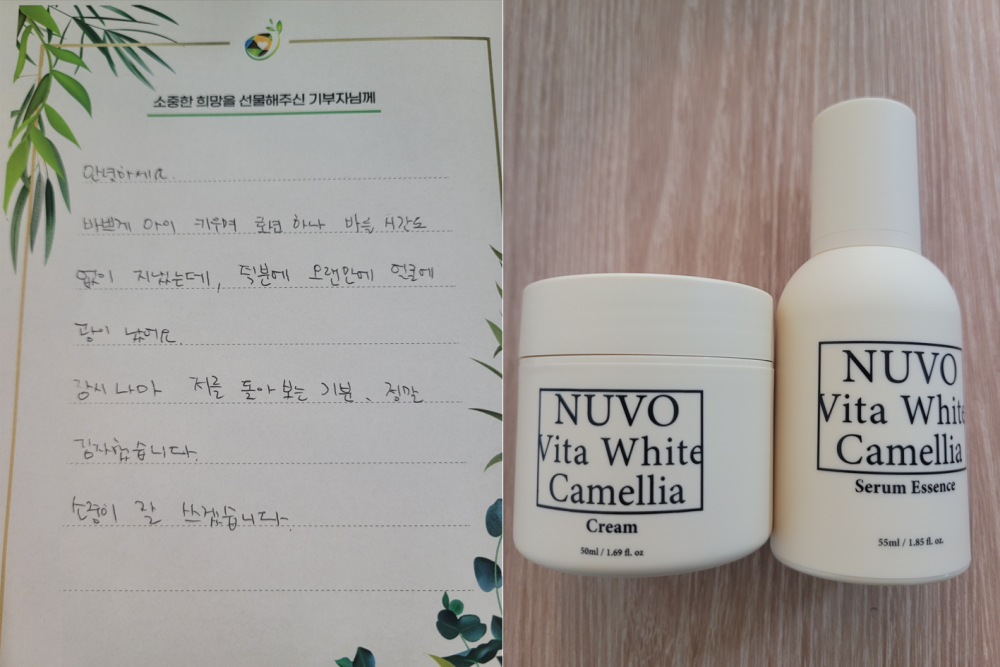 소중한 희망을 선물해주신 기부자님께
안녕하세요.
바쁘게 아이 키우며 로션 하나 바를 시간도
없이 지냈는데, 덕분에 오랜만에 얼굴에
광이 났어요.
잠시나마 저를 돌아보는 기분, 정말
감사했습니다.
소중히 잘 쓰겠습니다.
NUVO
Vita White
Camellia
Cream
50ml / 1.69 fl. oz
NUVO
Vita White
Camellia
Serum Essence
55ml / 1.85 fl. oz.